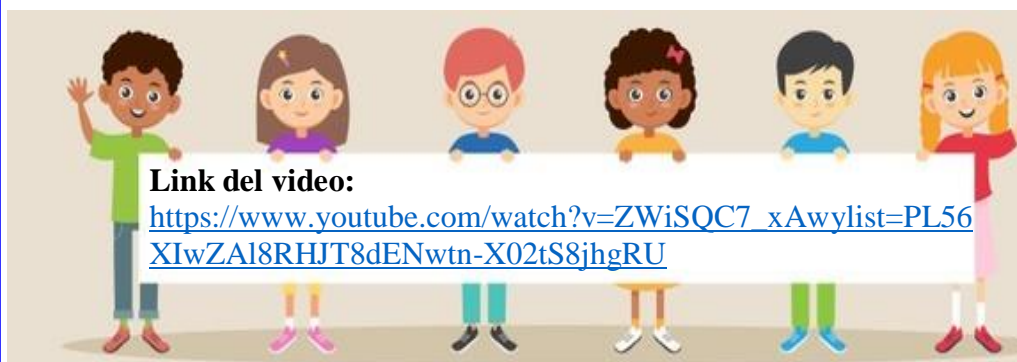 Link del video:
https://www.youtube.com/watch?v=ZWiSQC7_xAwylist=PL56
XIwZAl8RHJT8dENwtn-X02tS8jhgRU